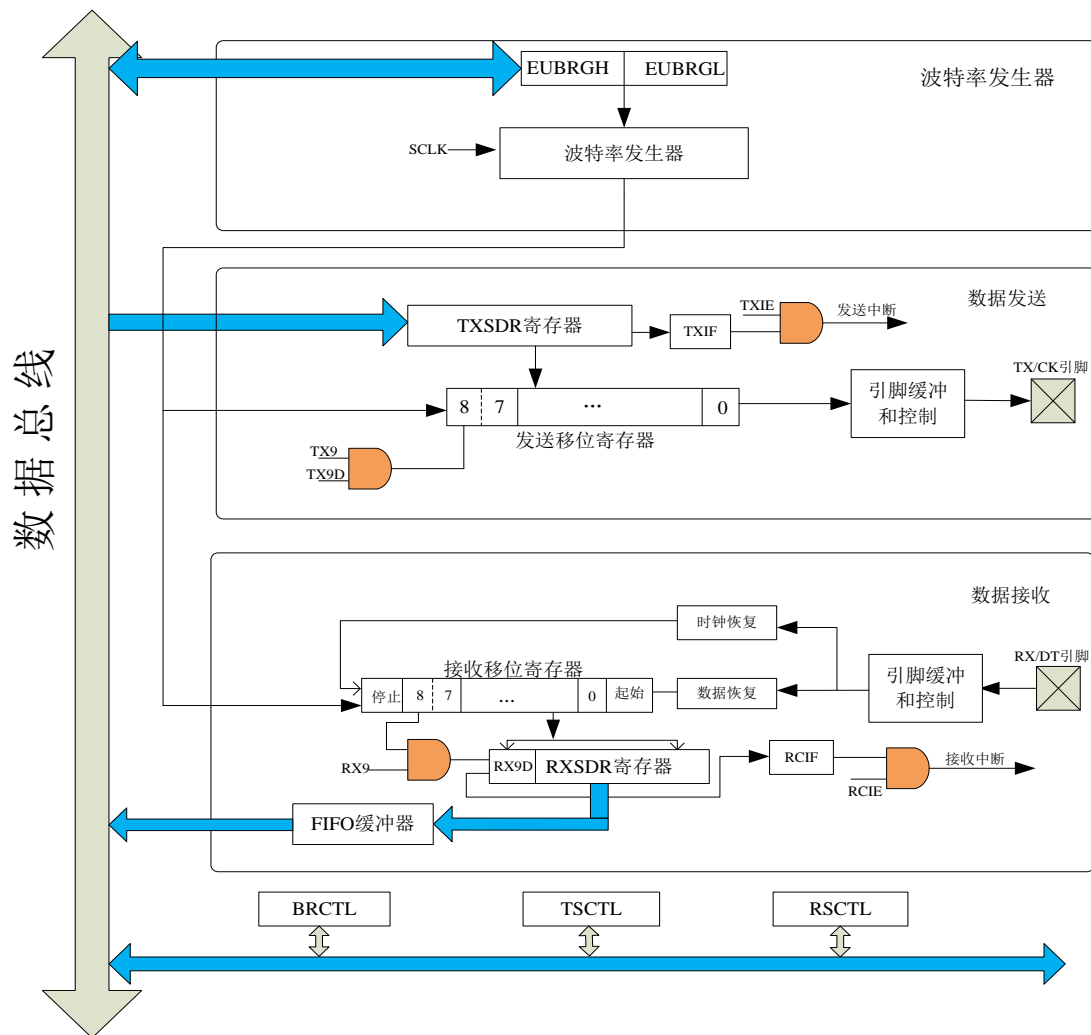 数据总线
EUBRGH
EUBRGL
波特率发生器
SCLK
波特率发生器
数据发送
TXSDR寄存器
TXIF
TXIE
发送中断
TX/CK引脚
8
7
...
0
发送移位寄存器
引脚缓冲
和控制
TX9
TX9D
数据接收
时钟恢复
接收移位寄存器
RX/DT引脚
停止
8
7
...
0
起始
数据恢复
引脚缓冲
和控制
RX9
RX9D
RXSDR寄存器
RCIF
RCIE
接收中断
FIFO缓冲器
BRCTL
TSCTL
RSCTL